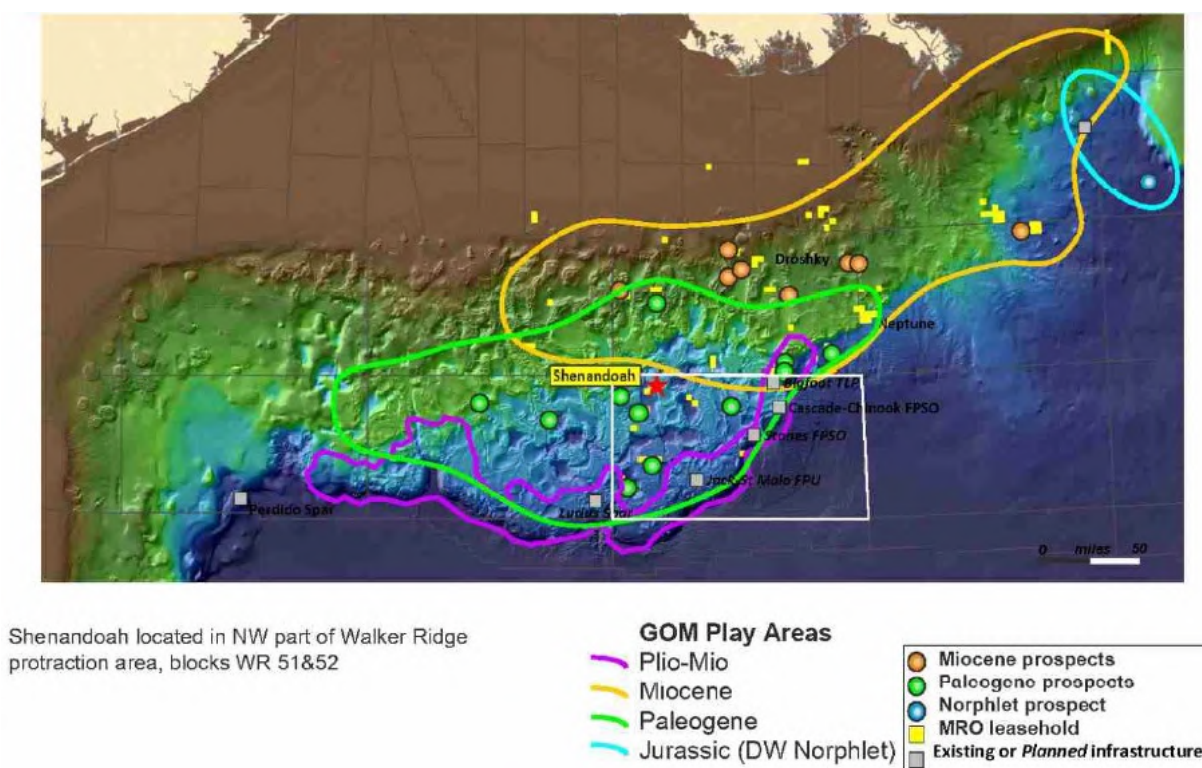 Droshky
Neptune
Shenandoah
Bigfoot TLP
Cascade-Chinook FPSO
Stones FPSO
Jack-St Malo FPU
Perdido Spar
Lucius Spar
0 miles 50
Shenandoah located in NW part of Walker Ridge
protraction area, blocks WR 51&52
GOM Play Areas
Plio-Mio
Miocene
Paleogene
Jurassic (DW Norphlet)
Miocene prospects
Paleogene prospects
Norphlet prospect
MRO leasehold
Existing or Planned infrastructure